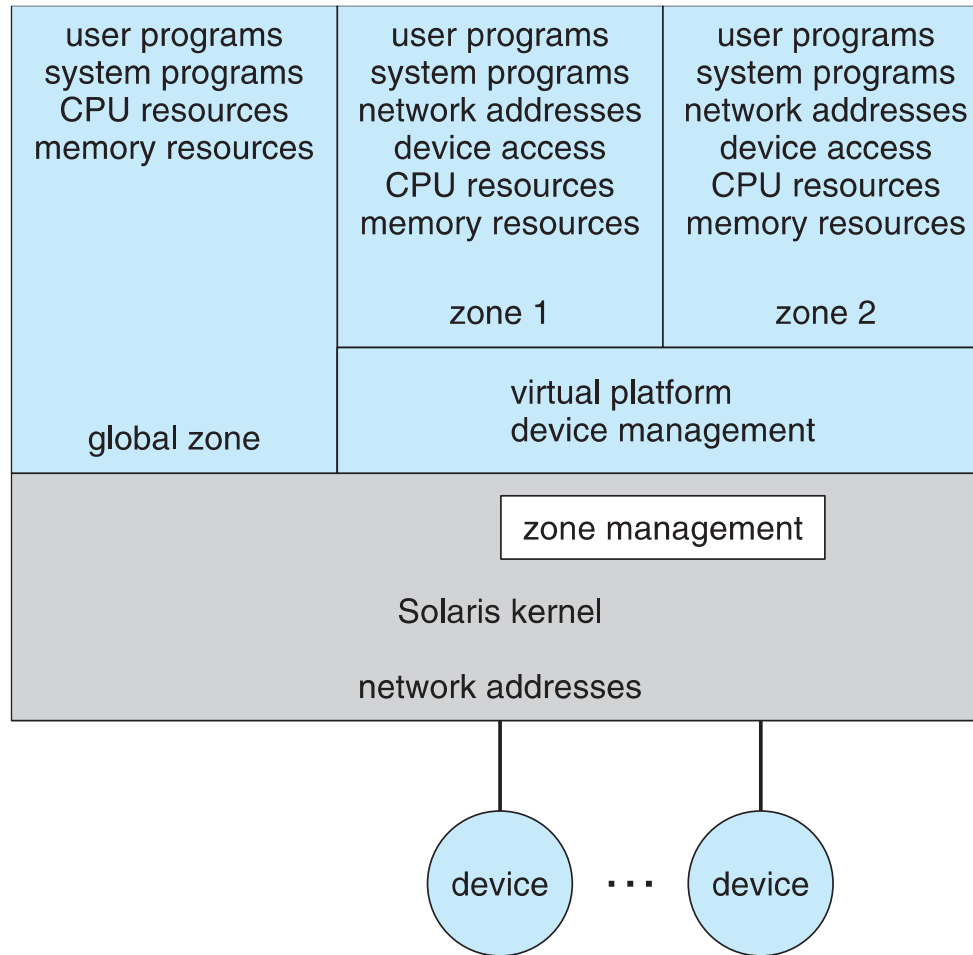 user programs
system programs
CPU resources
memory resources
global zone
user programs
system programs
network addresses
device access
CPU resources
memory resources
zone 1
user programs
system programs
network addresses
device access
CPU resources
memory resources
zone 2
virtual platform
device management
zone management
Solaris kernel
network addresses
device
...
device